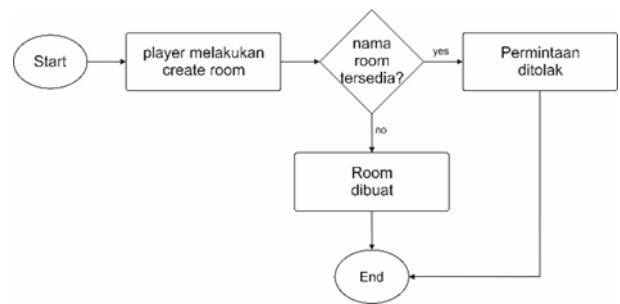 Start
player melakukan
create room
nama
room
tersedia?
yes
Permintaan
ditolak
no
Room
dibuat
End